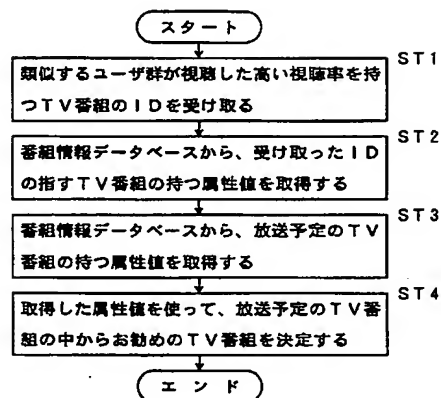 スタート
ST1
類似するユーザ群が視聴した高い視聴率を持
つTV番組のIDを受け取る
ST2
番組情報データベースから、受け取ったID
の指すTV番組の持つ属性値を取得する
ST3
番組情報データベースから、放送予定のTV
番組の持つ属性値を取得する
ST4
取得した属性値を使って、放送予定のTV番
組の中からお勧めのTV番組を決定する
エンド